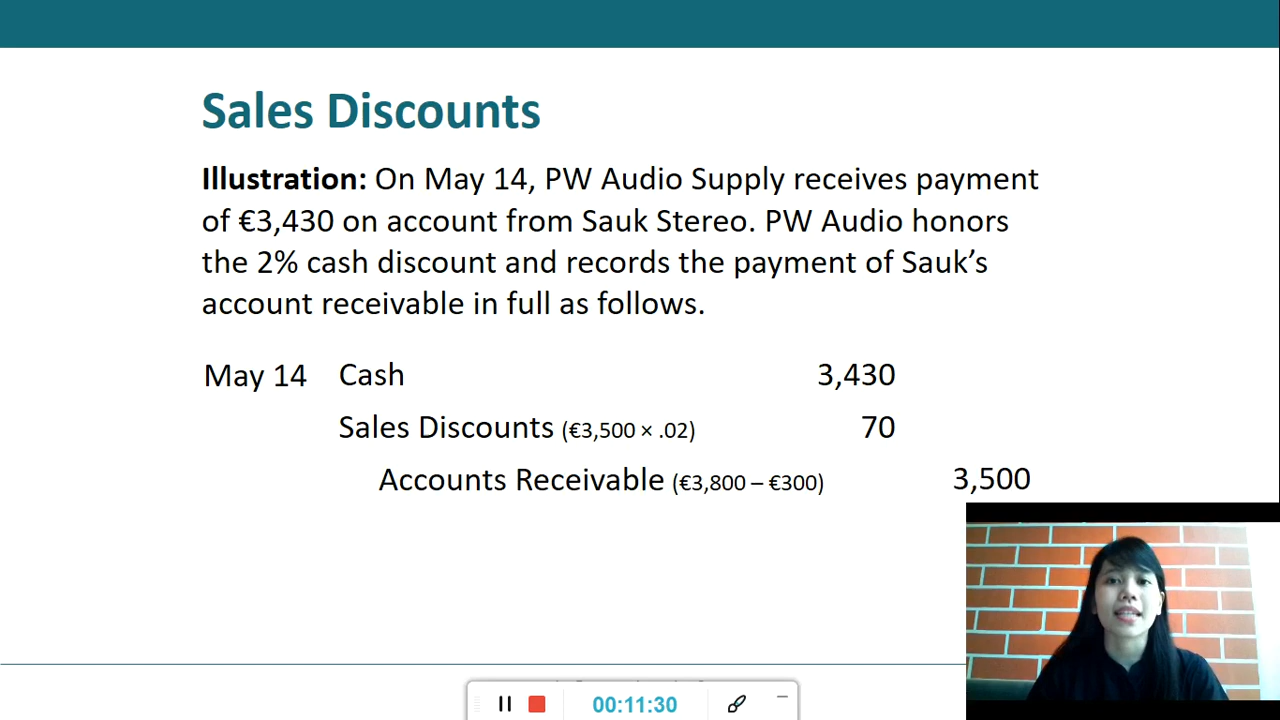 Sales Discounts
Illustration: On May 14, PW Audio Supply receives payment
of €3,430 on account from Sauk Stereo. PW Audio honors
the 2% cash discount and records the payment of Sauk’s
account receivable in full as follows.
May 14 Cash 3,430
Sales Discounts (€3,500 × .02) 70
Accounts Receivable (€3,800 – €300) 3,500
00:11:30